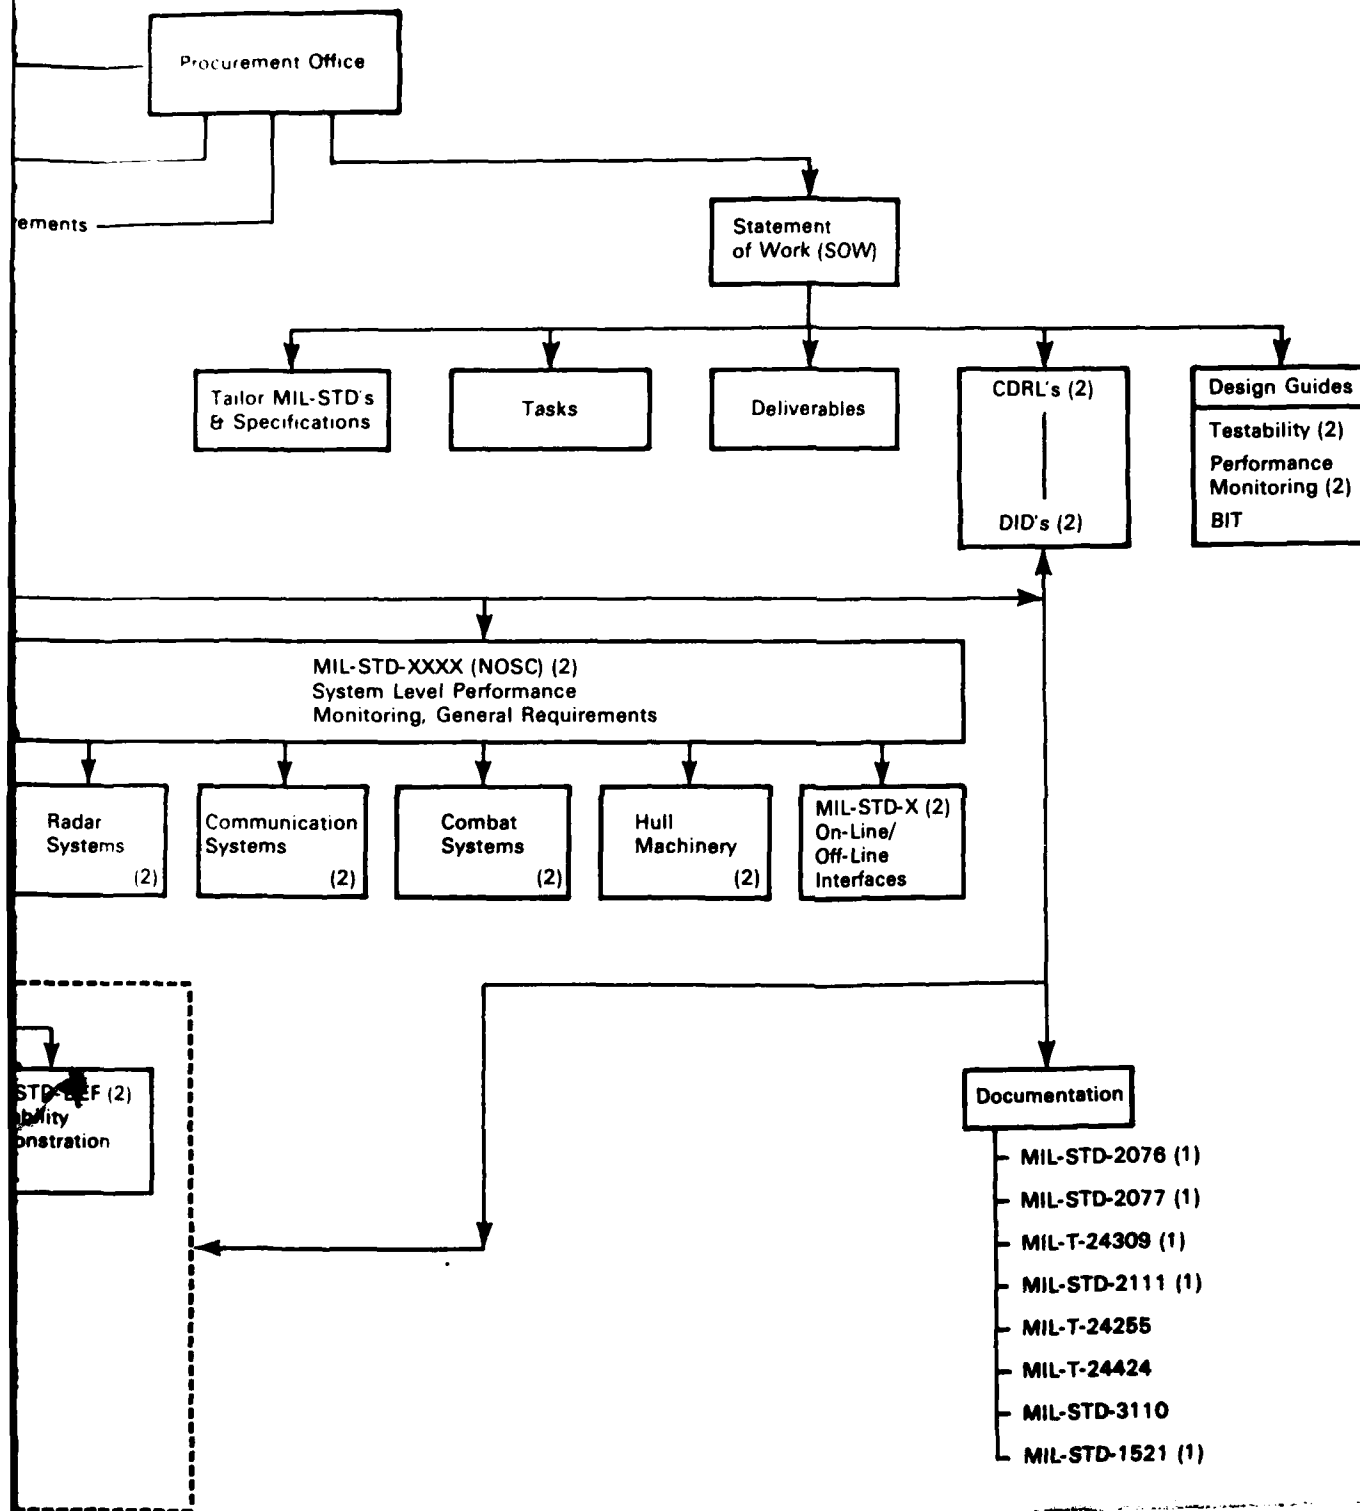 Procurement Office
ements
Statement
of Work (SOW)
Tailor MIL-STD's
& Specifications
Tasks
Deliverables
CDRL's (2)
DID's (2)
Design Guides
Testability (2)
Performance
Monitoring (2)
BIT
MIL-STD-XXXX (NOSC) (2)
System Level Performance
Monitoring, General Requirements
Radar
Systems
(2)
Communication
Systems
(2)
Combat
Systems
(2)
Hull
Machinery
(2)
MIL-STD-X (2)
On-Line/
Off-Line
Interfaces
(2)
onstration
Documentation
MIL-STD-2076 (1)
MIL-STD-2077 (1)
MIL-T-24309 (1)
MIL-STD-2111 (1)
MIL-T-24255
MIL-T-24424
MIL-STD-3110
MIL-STD-1521 (1)